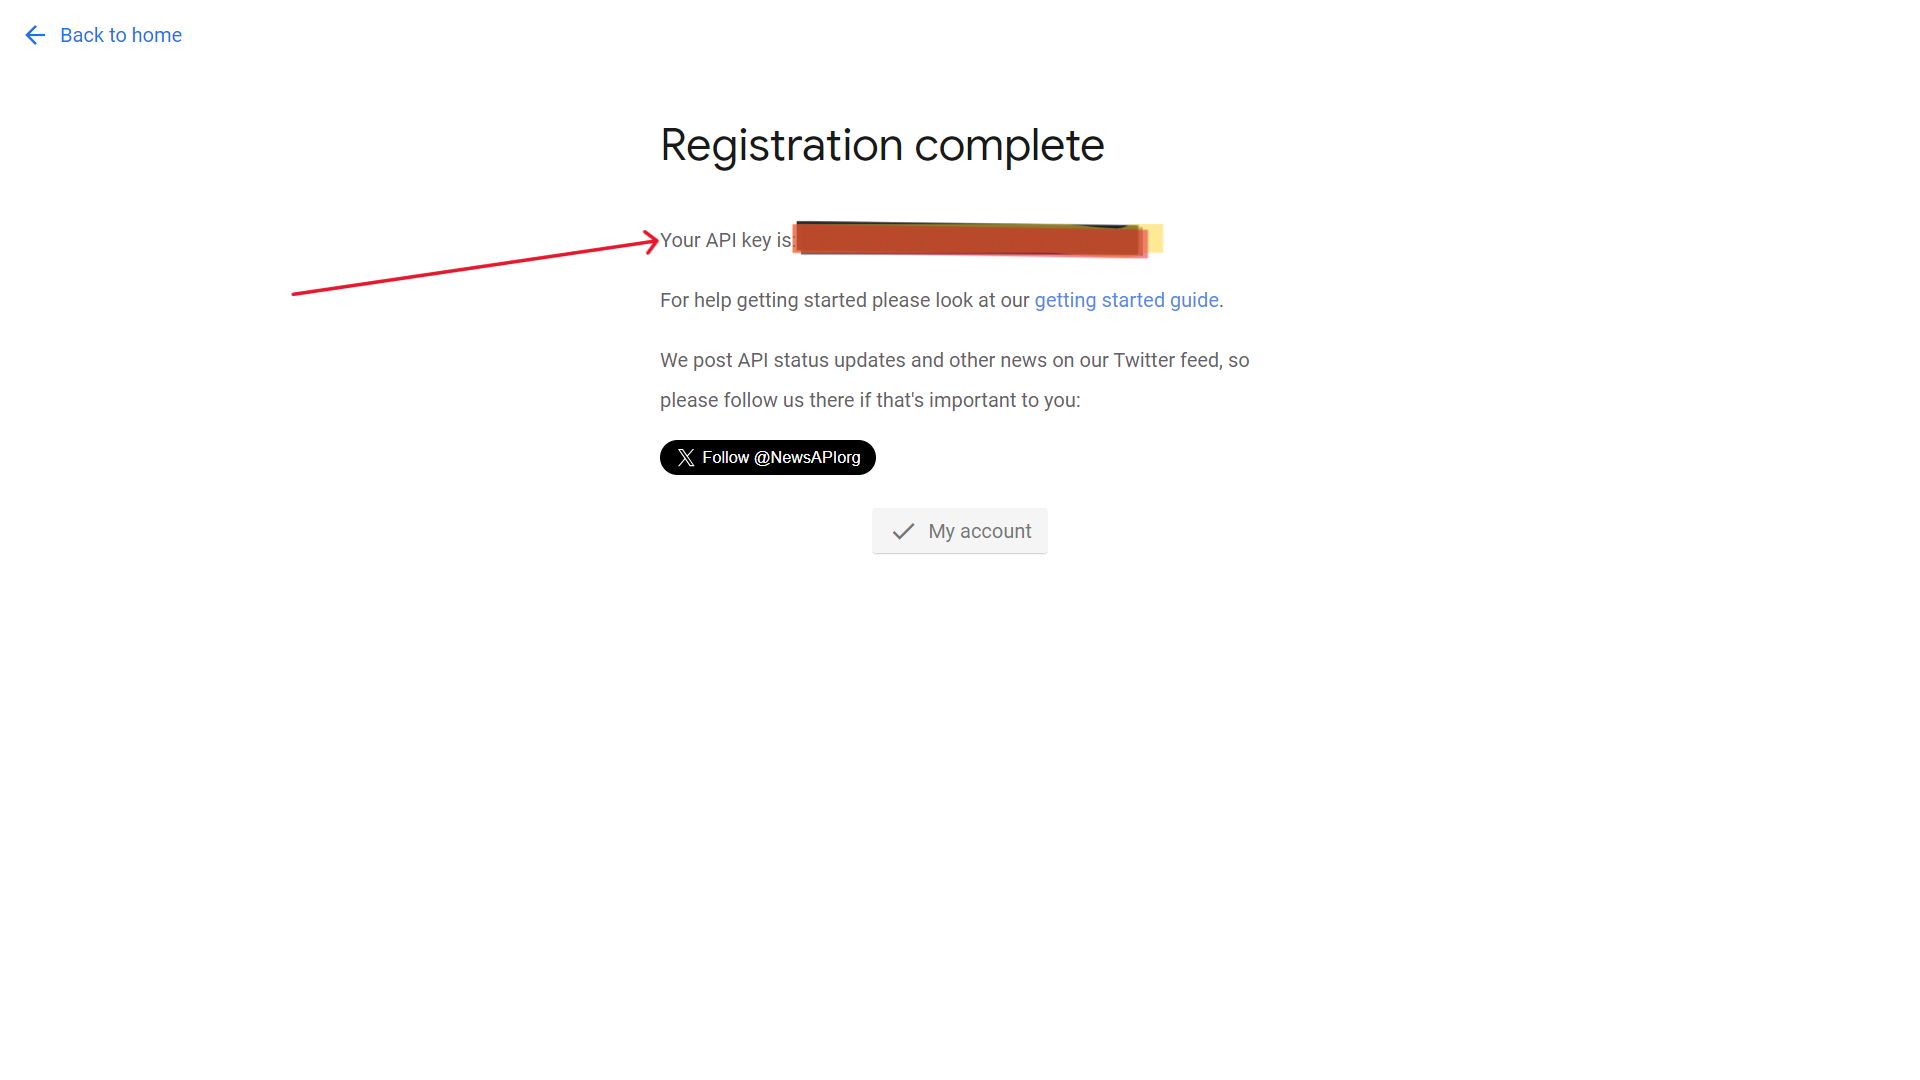 Back to home
Registration complete
Your API key is:
For help getting started please look at our getting started guide.
We post API status updates and other news on our Twitter feed, so
please follow us there if that's important to you:
Follow @NewsAPIorg
My account